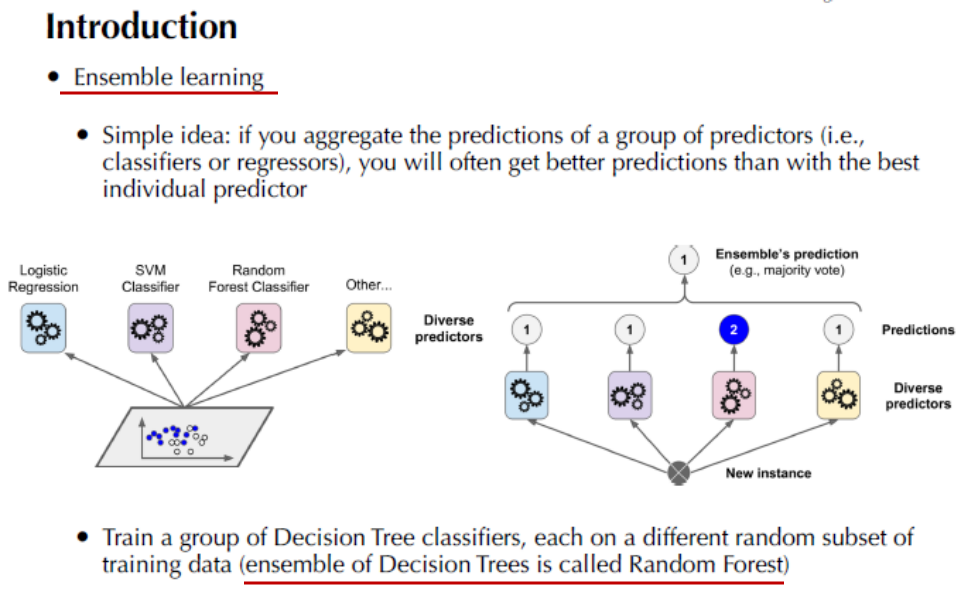 Introduction
• Ensemble learning
• Simple idea: if you aggregate the predictions of a group of predictors (i.e.,
classifiers or regressors), you will often get better predictions than with the best
individual predictor
Logistic
Regression
SVM
Classifier
Random
Forest Classifier
Other...
Diverse
predictors
1
Ensemble's prediction
(e.g., majority vote)
1
1
2
1
Predictions
Diverse
predictors
New instance
• Train a group of Decision Tree classifiers, each on a different random subset of
training data (ensemble of Decision Trees is called Random Forest)